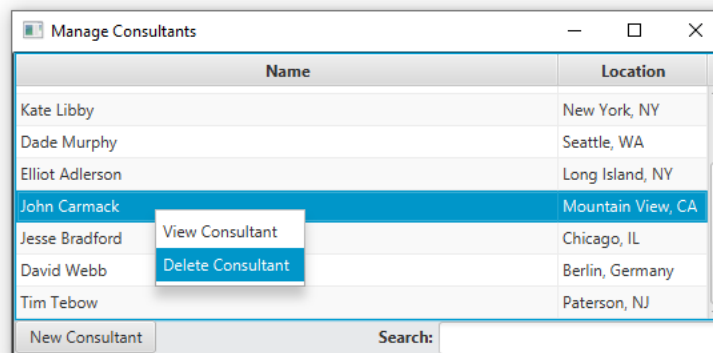 Manage Consultants
Name Location
Kate Libby New York, NY
Dade Murphy Seattle, WA
Elliot Adlerson Long Island, NY
John Carmack Mountain View, CA
Jesse Bradford Chicago, IL
David Webb Berlin, Germany
Tim Tebow Paterson, NJ
View Consultant
Delete Consultant
New Consultant Search: